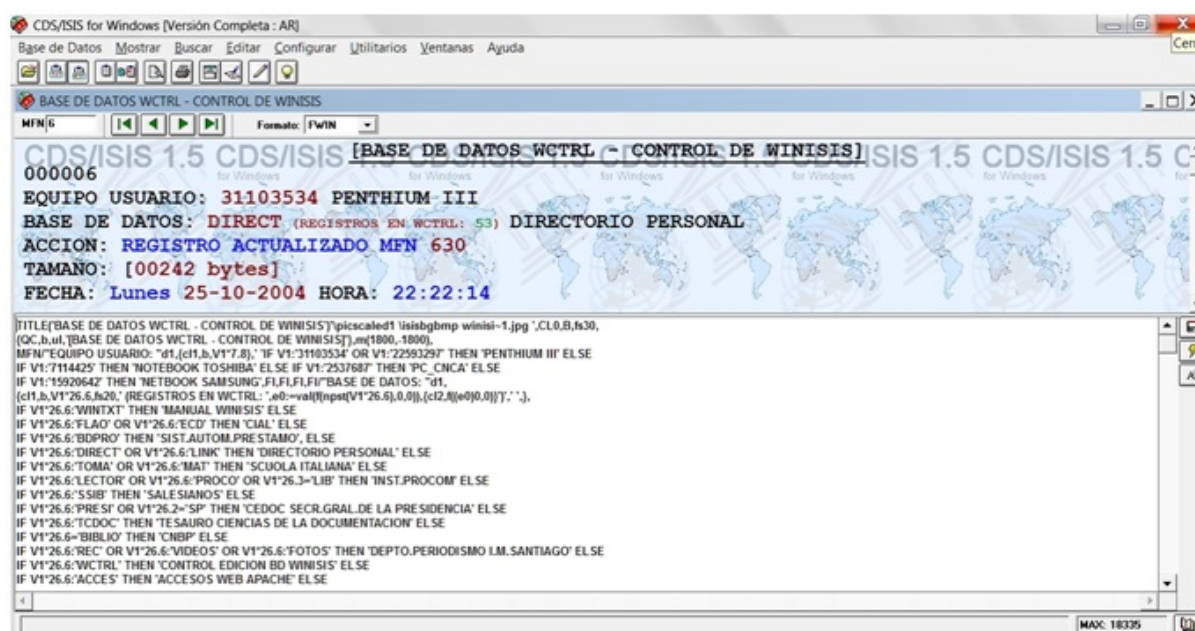 CDS/ISIS for Windows [Versión Completa : AR]
Base de Datos Mostrar Buscar Editar Configurar Utilitarios Ventanas Ayuda
Cen
BASE DE DATOS WCTRL - CONTROL DE WINISIS
MFN 6 Formato: FWIN
CDS/ISIS 1.5 CDS/ISIS
for Windows
[BASE DE DATOS WCTRL - CONTROL DE WINISIS]
000006
EQUIPO USUARIO: 31103534 PENTHIUM III
BASE DE DATOS: DIRECT (REGISTROS EN WCTRL: 53) DIRECTORIO PERSONAL
ACCION: REGISTRO ACTUALIZADO MFN 630
TAMAÑO: [00242 bytes]
FECHA: Lunes 25-10-2004 HORA: 22:22:14
TITLE('BASE DE DATOS WCTRL - CONTROL DE WINISIS')"\picscaled1 \isisbgbmp winisi~1.jpg ',CL0,B,fs30,
(QC,b,ul,'[BASE DE DATOS WCTRL - CONTROL DE WINISIS]'),m(1800,-1800),
MFN/"EQUIPO USUARIO: "d1,{cl1,b,V1*7.8},' 'IF V1:'31103534' OR V1:'22593297' THEN 'PENTHIUM III' ELSE
IF V1:'7114425' THEN 'NOTEBOOK TOSHIBA' ELSE IF V1:'2537687' THEN 'PC_CNCA' ELSE
IF V1:'15920642' THEN 'NETBOOK SAMSUNG',FI,FI,FI,FI/"BASE DE DATOS: "d1,
{cl1,b,V1*26.6,fs20,' (REGISTROS EN WCTRL: ',e0:=val(f(npst(V1*26.6),0,0)),{cl2,f((e0)0,0)}')',' ',},
IF V1*26.6:'WINTXT' THEN 'MANUAL WINISIS' ELSE
IF V1*26.6:'FLAO' OR V1*26.6:'ECD' THEN 'CIAL' ELSE
IF V1*26.6:'BDPRO' THEN 'SIST.AUTOM.PRESTAMO', ELSE
IF V1*26.6:'DIRECT' OR V1*26.6:'LINK' THEN 'DIRECTORIO PERSONAL' ELSE
IF V1*26.6:'TOMA' OR V1*26.6:'MAT' THEN 'SCUOLA ITALIANA' ELSE
IF V1*26.6:'LECTOR' OR V1*26.6:'PROCO' OR V1*26.3='LIB' THEN 'INST.PROCOM' ELSE
IF V1*26.6:'SSIB' THEN 'SALESIANOS' ELSE
IF V1*26.6:'PRESI' OR V1*26.2='SP' THEN 'CEDOC SECR.GRAL.DE LA PRESIDENCIA' ELSE
IF V1*26.6:'TCDOC' THEN 'TESAURO CIENCIAS DE LA DOCUMENTACION' ELSE
IF V1*26.6='BIBLIO' THEN 'CNBP' ELSE
IF V1*26.6:'REC' OR V1*26.6:'VIDEOS' OR V1*26.6:'FOTOS' THEN 'DEPTO.PERIODISMO I.M.SANTIAGO' ELSE
IF V1*26.6:'WCTRL' THEN 'CONTROL EDICION BD WINISIS' ELSE
IF V1*26.6:'ACCES' THEN 'ACCESOS WEB APACHE' ELSE
MAX: 18335